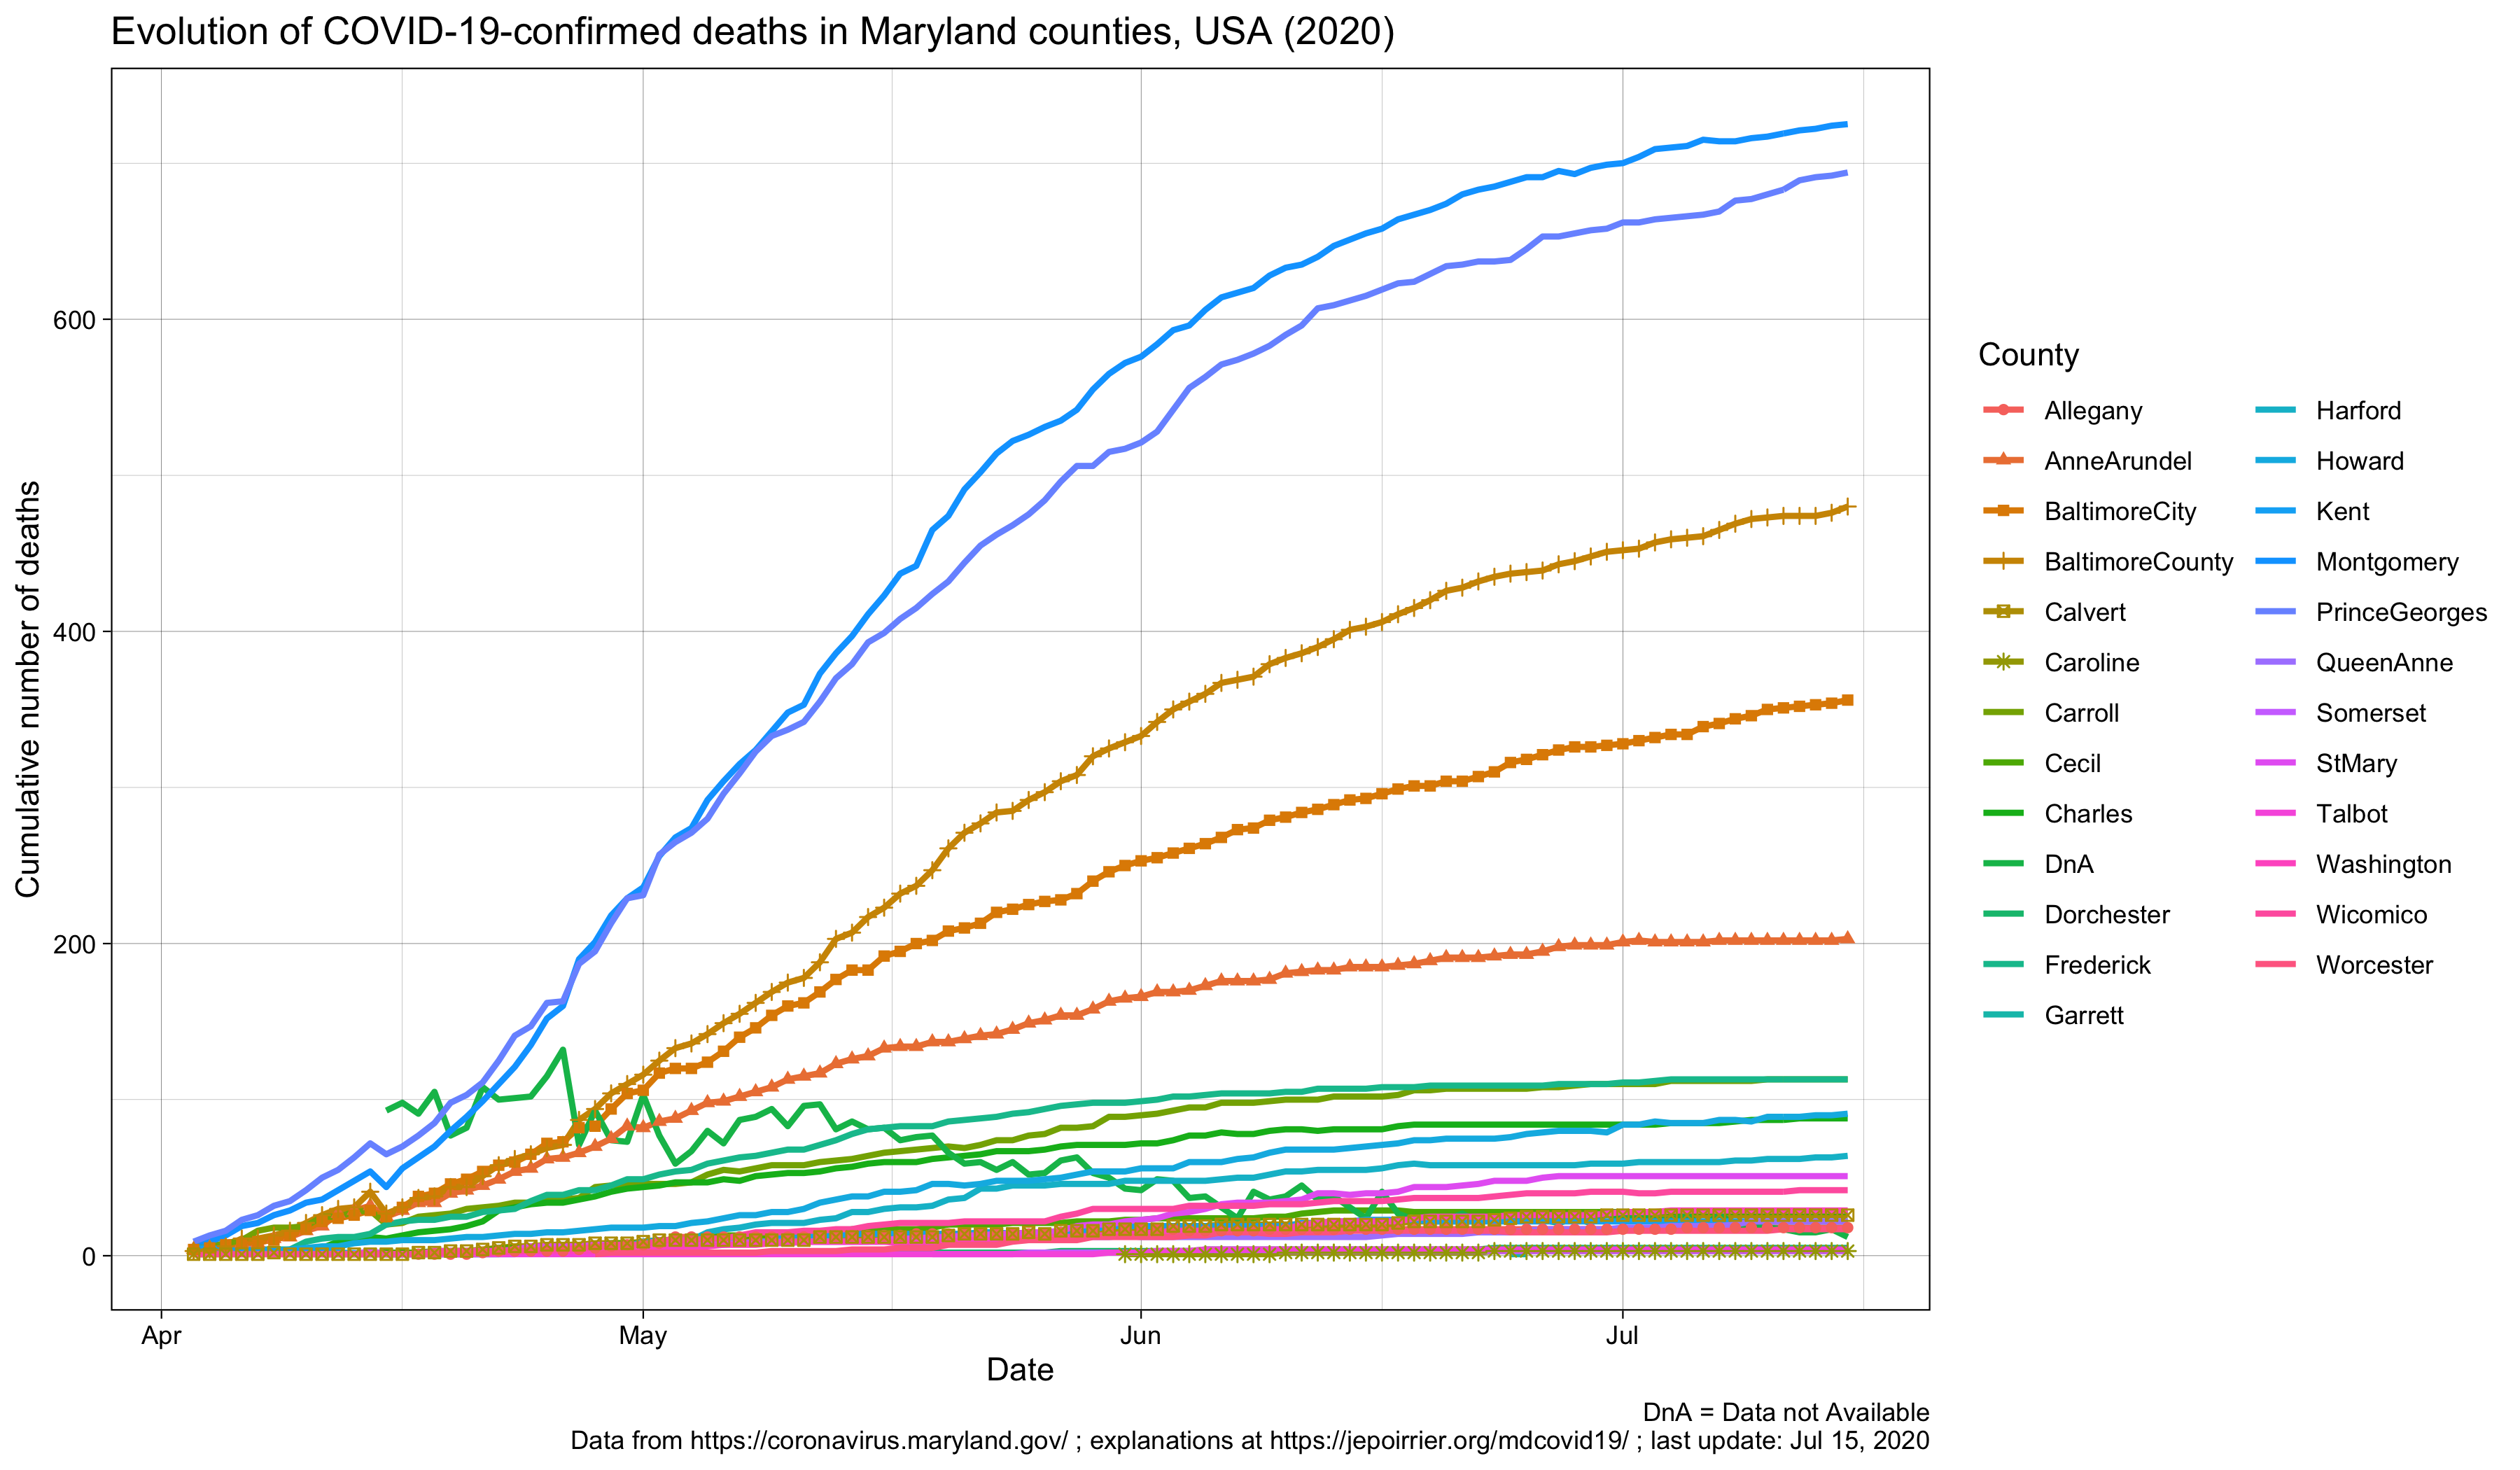 Evolution of COVID-19-confirmed deaths in Maryland counties, USA (2020)
Cumulative number of deaths
600
400
200
0
Apr
May
Jun
Jul
Date
County
Allegany
AnneArundel
BaltimoreCity
BaltimoreCounty
Calvert
Caroline
Carroll
Cecil
Charles
DnA
Dorchester
Frederick
Garrett
Harford
Howard
Kent
Montgomery
PrinceGeorges
QueenAnne
Somerset
StMary
Talbot
Washington
Wicomico
Worcester
DnA = Data not Available
Data from https://coronavirus.maryland.gov/ ; explanations at https://jepoirrier.org/mdcovid19/ ; last update: Jul 15, 2020